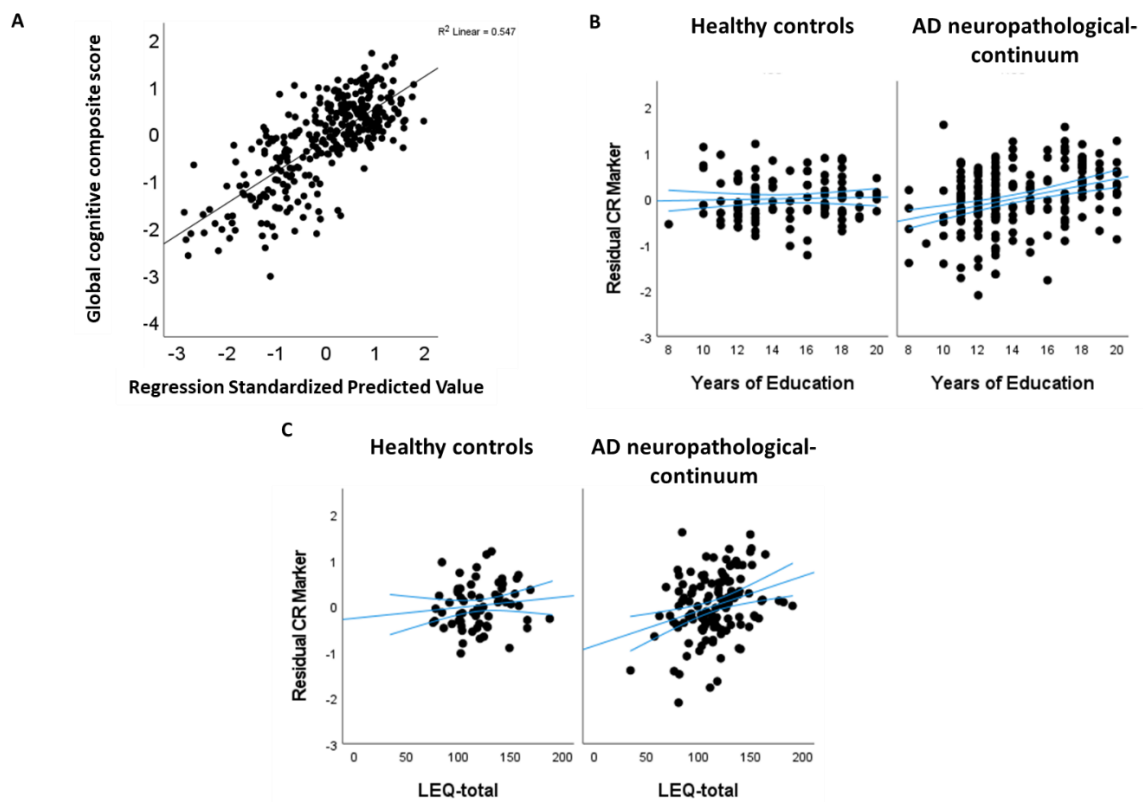 A
R² Linear = 0.547
2
1
0
-1
-2
-3
-4
Global cognitive composite score
-3 -2 -1 0 1 2
Regression Standardized Predicted Value
B
Healthy controls
AD neuropathological-
continuum
2
1
0
-1
-2
-3
Residual CR Marker
8 10 12 14 16 18 20
8 10 12 14 16 18 20
Years of Education
Years of Education
C
Healthy controls
AD neuropathological-
continuum
2
1
0
-1
-2
-3
Residual CR Marker
0 50 100 150 200
0 50 100 150 200
LEQ-total
LEQ-total